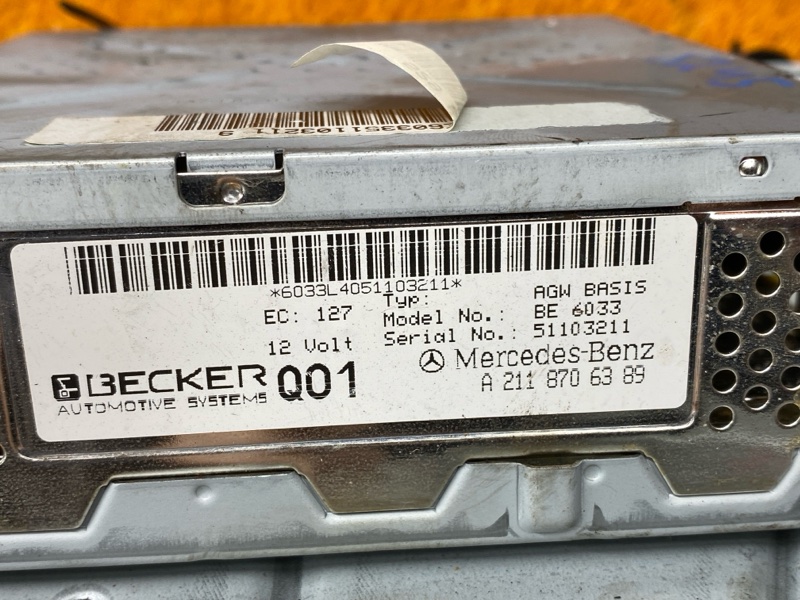 603351103211 9
*6033L4051103211*
EC: 127
Typ: AGW BASIS
Model No.: BE 6033
12 Volt
Serial No.: 51103211
BECKER Q01
AUTOMOTIVE SYSTEMS
Mercedes-Benz
A 211 870 63 89